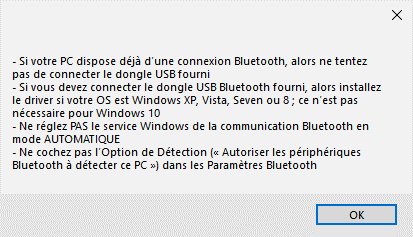 - Si votre PC dispose déjà d'une connexion Bluetooth, alors ne tentez
pas de connecter le dongle USB fourni
- Si vous devez connecter le dongle USB Bluetooth fourni, alors installez
le driver si votre OS est Windows XP, Vista, Seven ou 8 ; ce n'est pas
nécessaire pour Windows 10
- Ne réglez PAS le service Windows de la communication Bluetooth en
mode AUTOMATIQUE
- Ne cochez pas l'Option de Détection (« Autoriser les périphériques
Bluetooth à détecter ce PC ») dans les Paramètres Bluetooth
OK